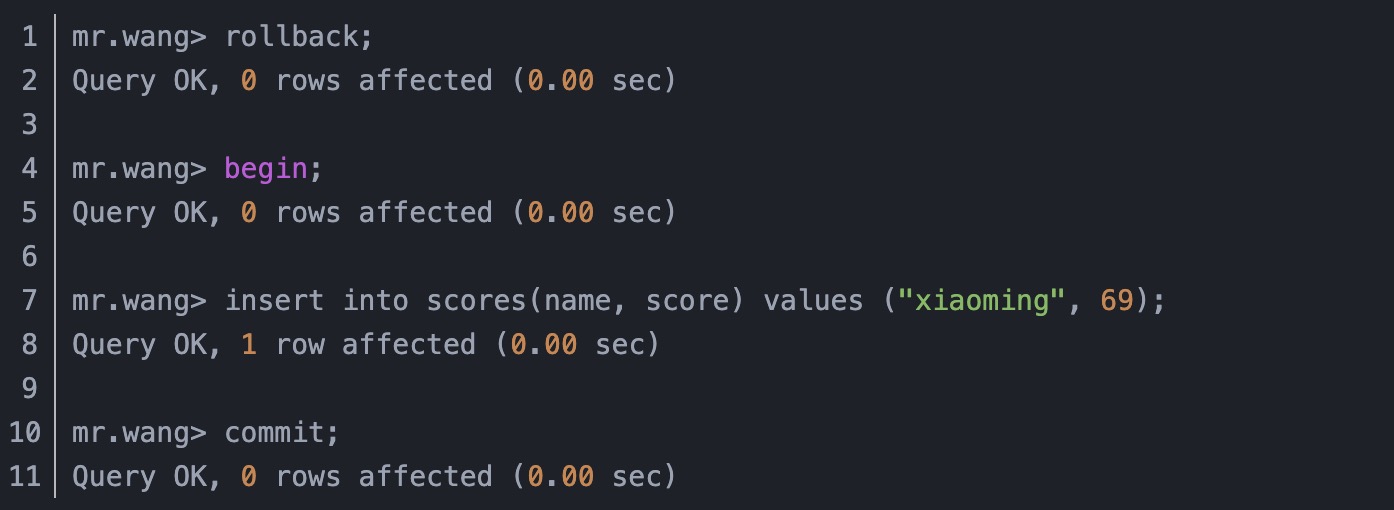 1 mr.wang> rollback;
2 Query OK, 0 rows affected (0.00 sec)
3
4 mr.wang> begin;
5 Query OK, 0 rows affected (0.00 sec)
6
7 mr.wang> insert into scores(name, score) values ("xiaoming", 69);
8 Query OK, 1 row affected (0.00 sec)
9
10 mr.wang> commit;
11 Query OK, 0 rows affected (0.00 sec)